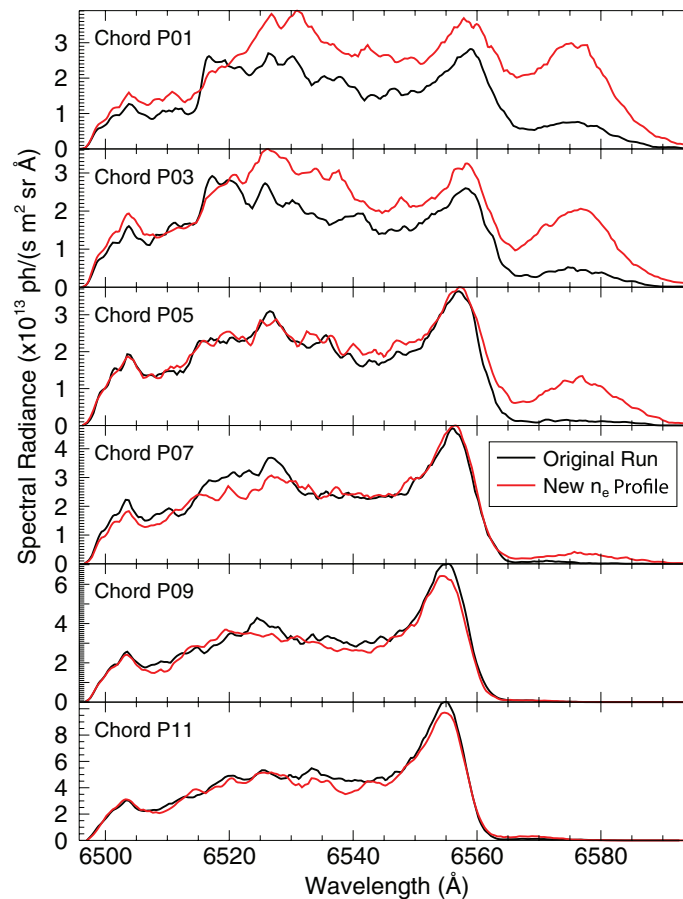 Chord P01
3
2
1
0
Chord P03
3
2
1
0
Chord P05
3
2
1
0
Chord P07
4
3
2
1
0
Original Run
New nₑ Profile
Chord P09
6
4
2
0
Chord P11
8
6
4
2
0
6500 6520 6540 6560 6580
Wavelength (Å)
Spectral Radiance (x10¹³ ph/(s m² sr Å)